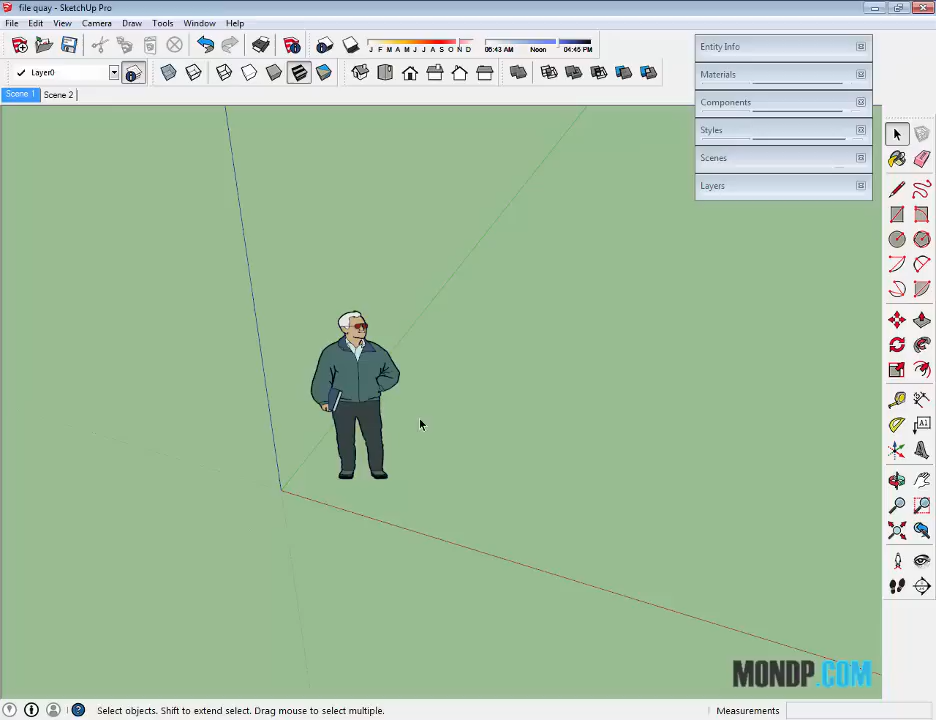 file quay - SketchUp Pro
File Edit View Camera Draw Tools Window Help
J F M A M J J A S O N D 06:43 AM Noon 04:45 PM
Layer0
Scene 1 Scene 2
Entity Info
Materials
Components
Styles
Scenes
Layers
A1
MONDP.COM
Select objects. Shift to extend select. Drag mouse to select multiple. Measurements